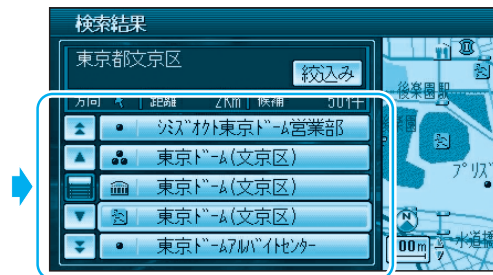 検索結果
東京都文京区
絞込み
方向 距離 2Km 候補 50件
ｼﾐｽﾞｵｸﾄ東京ﾄﾞｰﾑ営業部
東京ﾄﾞｰﾑ(文京区)
東京ﾄﾞｰﾑ(文京区)
東京ﾄﾞｰﾑ(文京区)
東京ﾄﾞｰﾑｱﾙﾊﾞｲﾄｾﾝﾀｰ
後楽園駅
ﾌﾟﾘｽﾞ
水道橋
00m